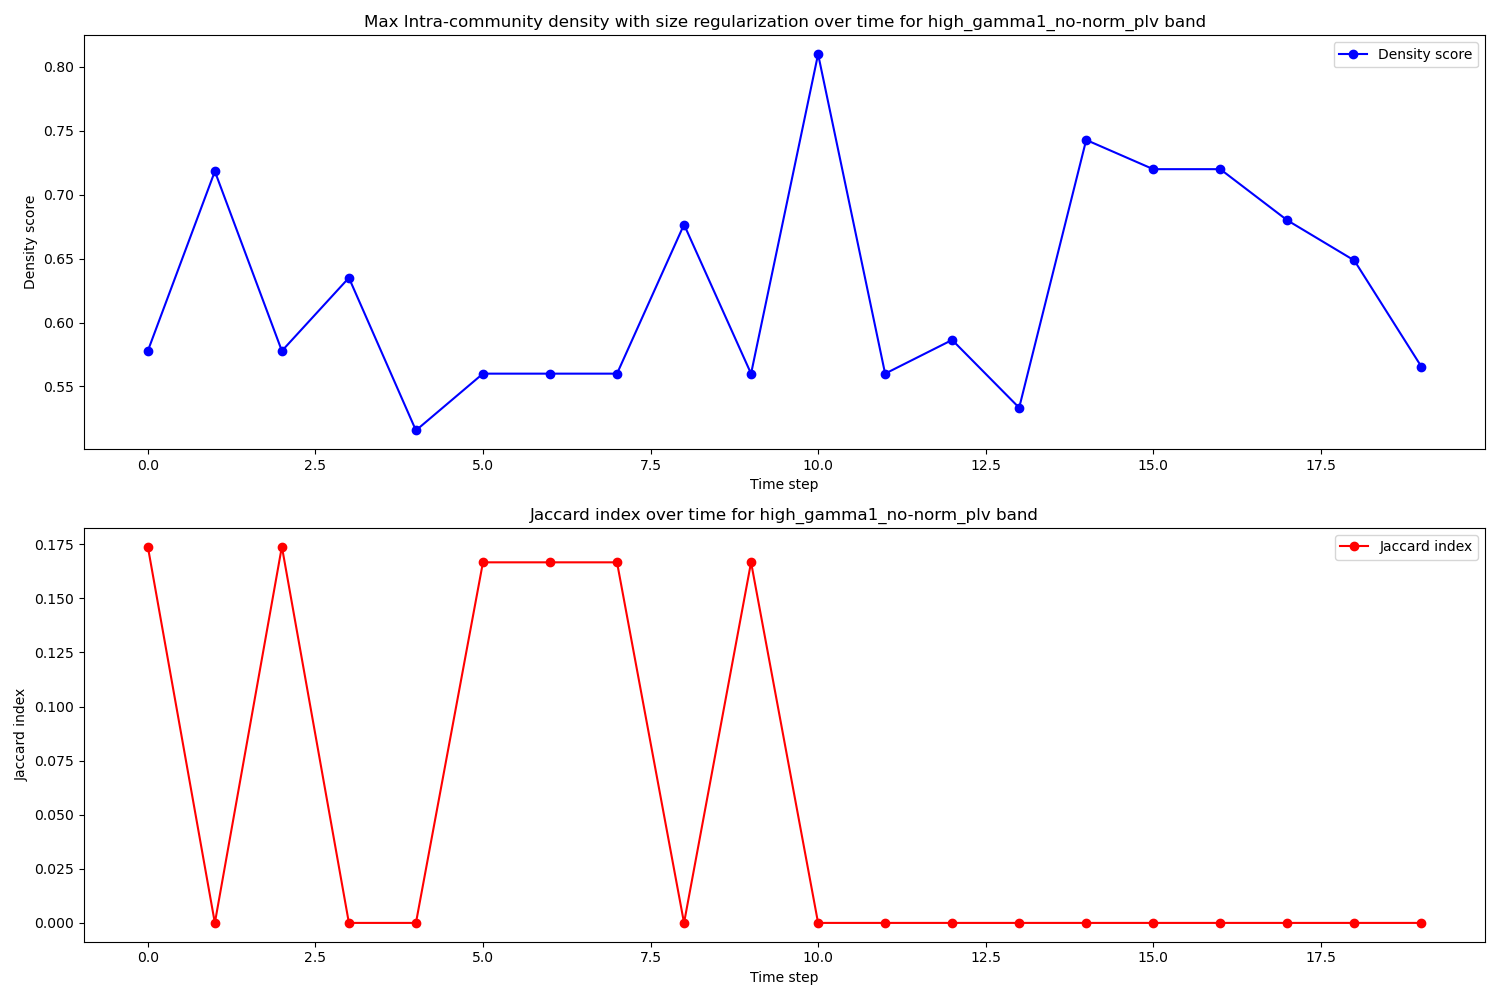 Max Intra-community density with size regularization over time for high_gamma1_no-norm_plv band
Density score
0.80
0.75
0.70
0.65
0.60
0.55
Density score
0.0 2.5 5.0 7.5 10.0 12.5 15.0 17.5
Time step
Jaccard index over time for high_gamma1_no-norm_plv band
Jaccard index
0.175
0.150
0.125
0.100
0.075
0.050
0.025
0.000
Jaccard index
0.0 2.5 5.0 7.5 10.0 12.5 15.0 17.5
Time step